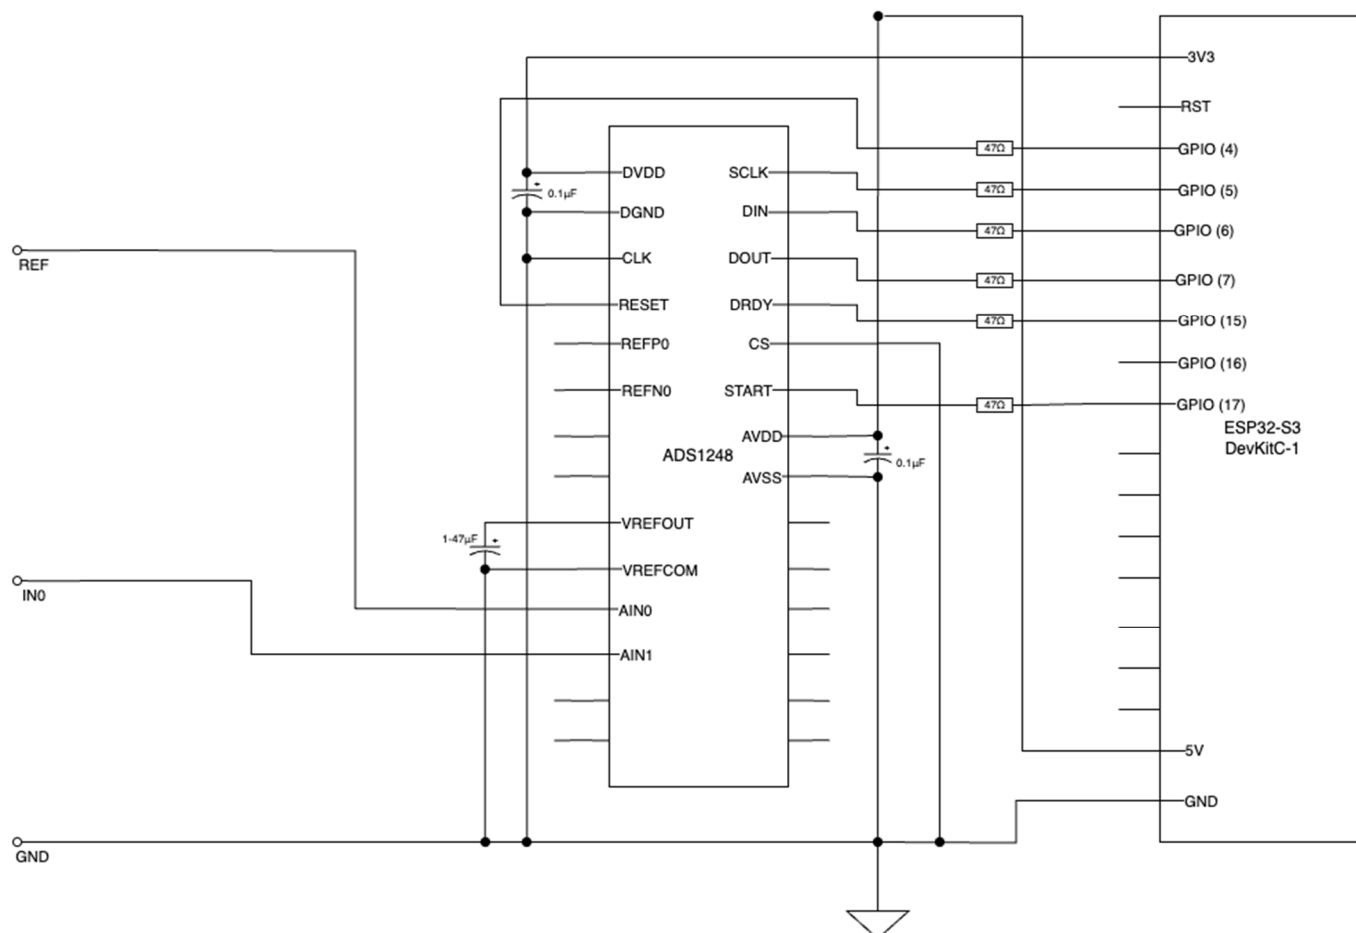 3V3
RST
47Ω
GPIO (4)
DVDD
SCLK
47Ω
GPIO (5)
+
0.1µF
DGND
DIN
47Ω
GPIO (6)
REF
CLK
DOUT
47Ω
GPIO (7)
RESET
DRDY
47Ω
GPIO (15)
REFP0
CS
GPIO (16)
REFN0
START
47Ω
GPIO (17)
ESP32-S3
DevKitC-1
AVDD
ADS1248
+
0.1µF
AVSS
VREFOUT
1-47µF
+
VREFCOM
IN0
AIN0
AIN1
5V
GND
GND